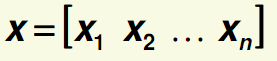 x = [x₁ x₂ … xₙ]